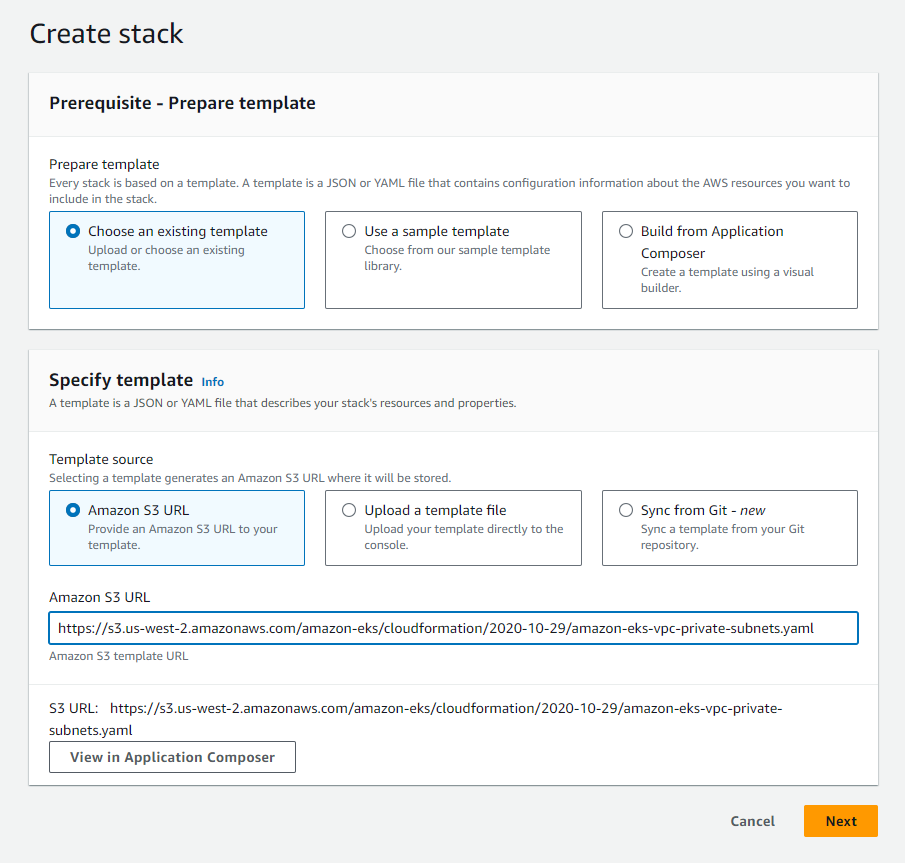 Create stack
Prerequisite - Prepare template
Prepare template
Every stack is based on a template. A template is a JSON or YAML file that contains configuration information about the AWS resources you want to
include in the stack.
Choose an existing template
Upload or choose an existing
template.
Use a sample template
Choose from our sample template
library.
Build from Application
Composer
Create a template using a visual
builder.
Specify template Info
A template is a JSON or YAML file that describes your stack's resources and properties.
Template source
Selecting a template generates an Amazon S3 URL where it will be stored.
Amazon S3 URL
Provide an Amazon S3 URL to your
template.
Upload a template file
Upload your template directly to the
console.
Sync from Git - new
Sync a template from your Git
repository.
Amazon S3 URL
https://s3.us-west-2.amazonaws.com/amazon-eks/cloudformation/2020-10-29/amazon-eks-vpc-private-subnets.yaml
Amazon S3 template URL
S3 URL: https://s3.us-west-2.amazonaws.com/amazon-eks/cloudformation/2020-10-29/amazon-eks-vpc-private-
subnets.yaml
View in Application Composer
Cancel Next